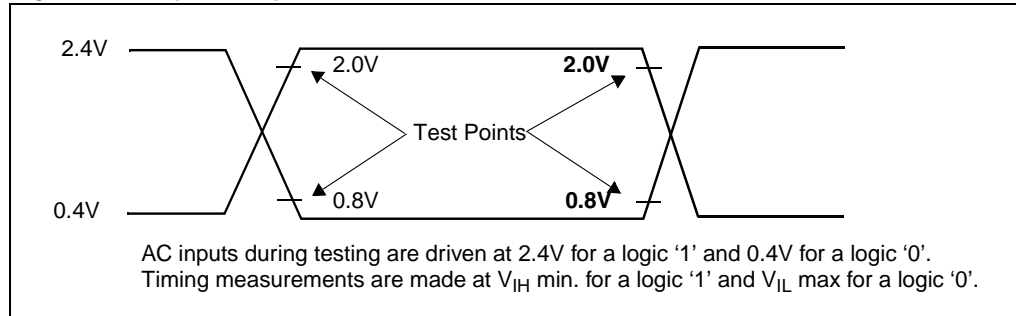 2.4V
2.0V
2.0V
Test Points
0.8V
0.8V
0.4V
AC inputs during testing are driven at 2.4V for a logic ‘1’ and 0.4V for a logic ‘0’.
Timing measurements are made at VIH min. for a logic ‘1’ and VIL max for a logic ‘0’.